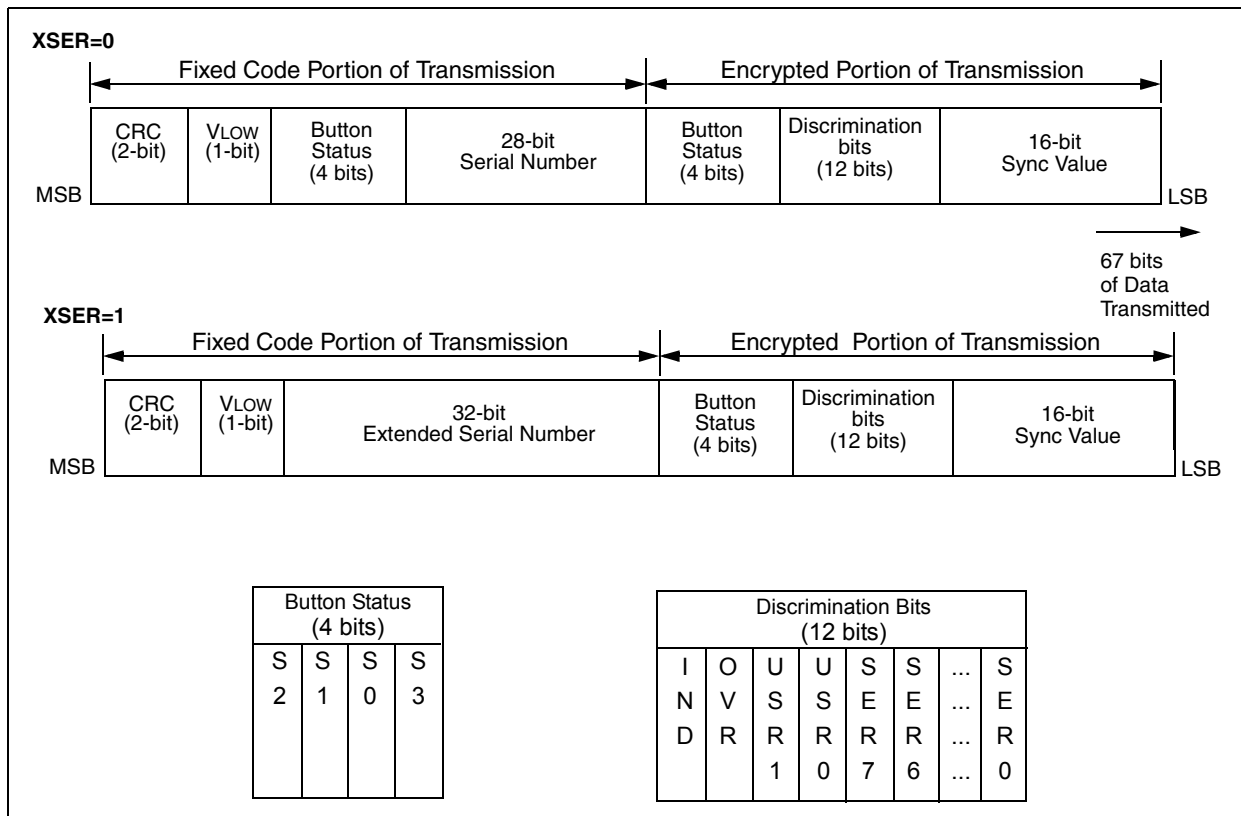 XSER=0
Fixed Code Portion of Transmission
Encrypted Portion of Transmission
CRC
(2-bit)
VLOW
(1-bit)
Button
Status
(4 bits)
28-bit
Serial Number
Button
Status
(4 bits)
Discrimination
bits
(12 bits)
16-bit
Sync Value
MSB
LSB
67 bits
of Data
Transmitted
XSER=1
Fixed Code Portion of Transmission
Encrypted Portion of Transmission
CRC
(2-bit)
VLOW
(1-bit)
32-bit
Extended Serial Number
Button
Status
(4 bits)
Discrimination
bits
(12 bits)
16-bit
Sync Value
MSB
LSB
Button Status
(4 bits)
S S S S
2 1 0 3
Discrimination Bits
(12 bits)
I O U U S S ... S
N V S S E E ... E
D R R R R R ... R
1 0 7 6 ... 0